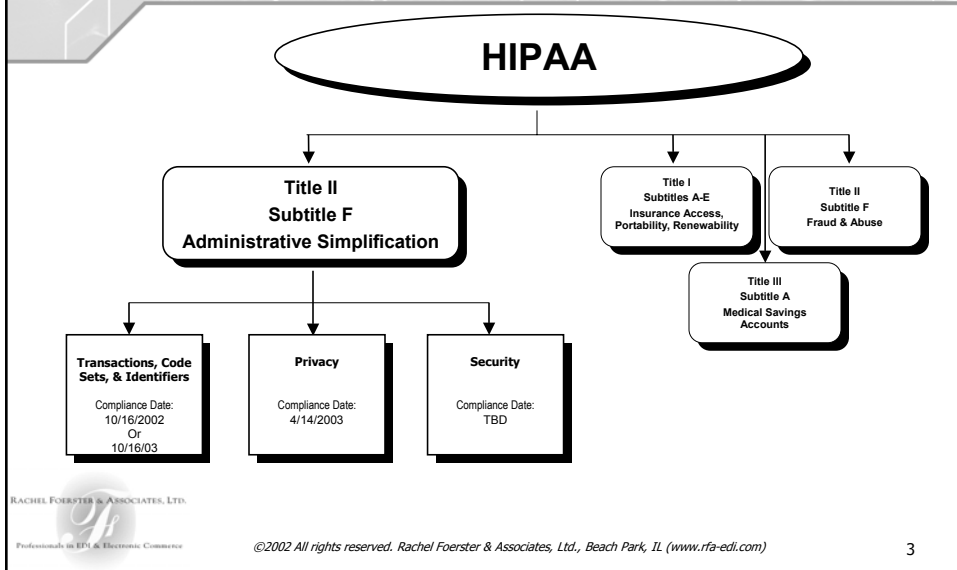 HIPAA
Title II
Subtitle F
Administrative Simplification
Title I
Subtitles A-E
Insurance Access,
Portability, Renewability
Title II
Subtitle F
Fraud & Abuse
Title III
Subtitle A
Medical Savings
Accounts
Transactions, Code
Sets, & Identifiers
Compliance Date:
10/16/2002
Or
10/16/03
Privacy
Compliance Date:
4/14/2003
Security
Compliance Date:
TBD
RACHEL FOERSTER & ASSOCIATES, LTD.
Professionals in EDI & Electronic Commerce
©2002 All rights reserved. Rachel Foerster & Associates, Ltd., Beach Park, IL (www.rfa-edi.com)
3